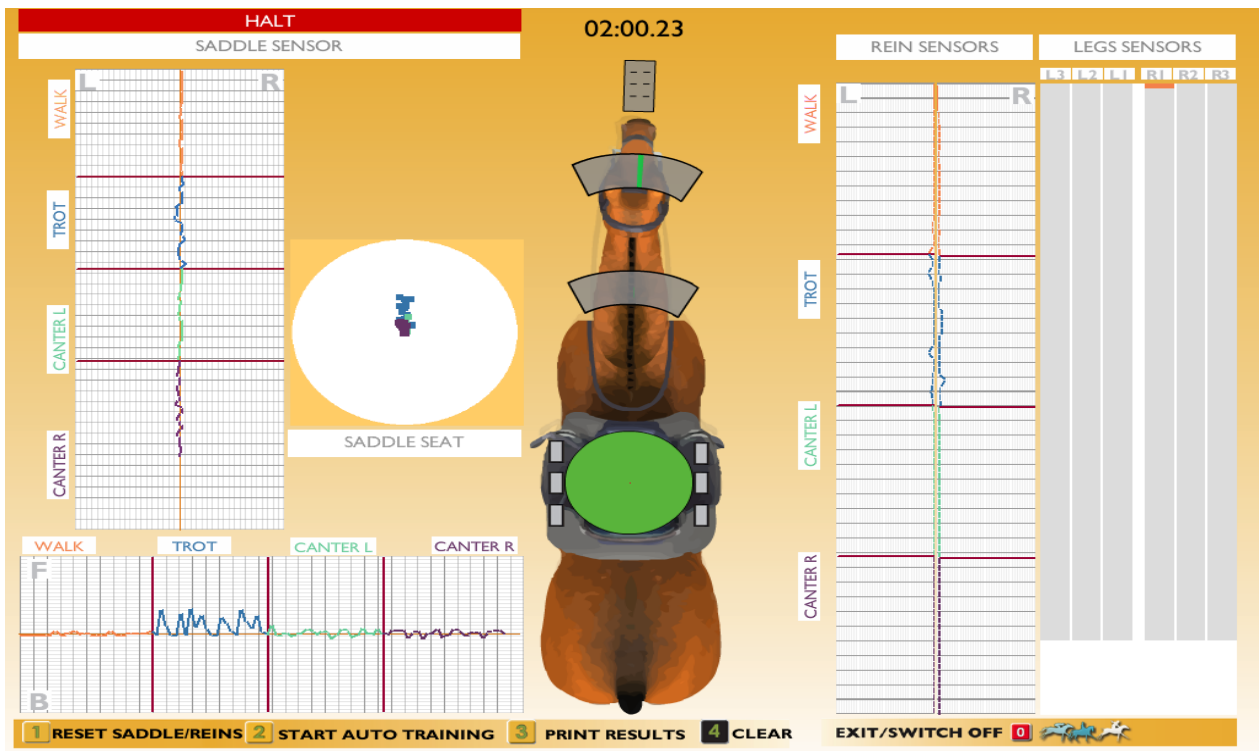 HALT
SADDLE SENSOR
02:00.23
REIN SENSORS
LEGS SENSORS
L3 L2 L1 R1 R2 R3
L R
L R
WALK
TROT
CANTER L
CANTER R
SADDLE SEAT
WALK
TROT
CANTER L
CANTER R
WALK TROT CANTER L CANTER R
F
B
1 RESET SADDLE/REINS 2 START AUTO TRAINING 3 PRINT RESULTS 4 CLEAR EXIT/SWITCH OFF 0